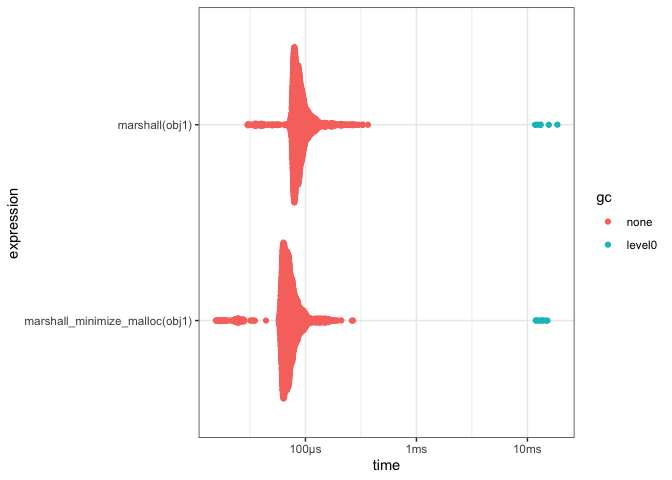 expression
marshall(obj1)
marshall_minimize_malloc(obj1)
100µs
1ms
10ms
time
gc
none
level0